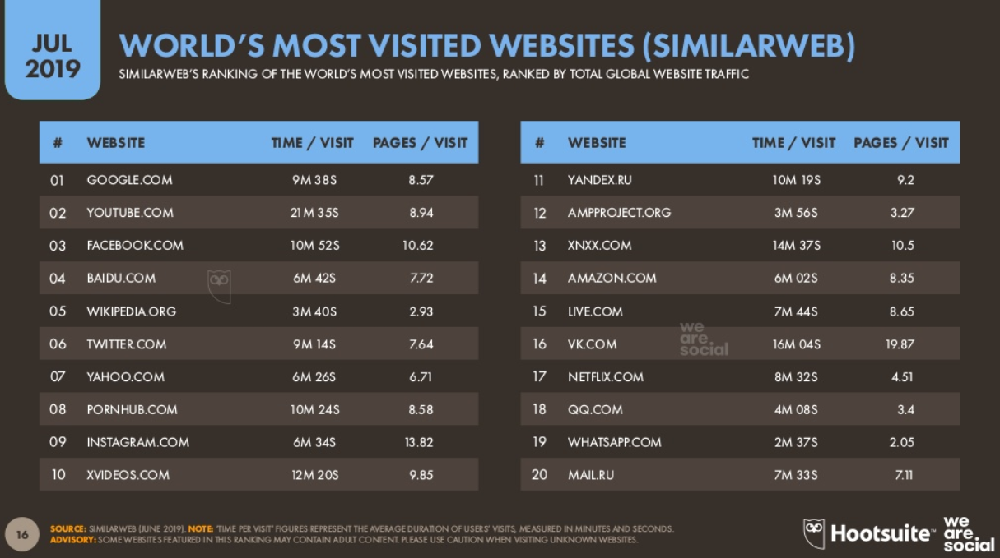 JUL
2019
WORLD'S MOST VISITED WEBSITES (SIMILARWEB)
SIMILARWEB'S RANKING OF THE WORLD'S MOST VISITED WEBSITES, RANKED BY TOTAL GLOBAL WEBSITE TRAFFIC
# WEBSITE TIME / VISIT PAGES / VISIT
01 GOOGLE.COM 9M 38S 8.57
02 YOUTUBE.COM 21M 35S 8.94
03 FACEBOOK.COM 10M 52S 10.62
04 BAIDU.COM 6M 42S 7.72
05 WIKIPEDIA.ORG 3M 40S 2.93
06 TWITTER.COM 9M 14S 7.64
07 YAHOO.COM 6M 26S 6.71
08 PORNHUB.COM 10M 24S 8.58
09 INSTAGRAM.COM 6M 34S 13.82
10 XVIDEOS.COM 12M 20S 9.85
# WEBSITE TIME / VISIT PAGES / VISIT
11 YANDEX.RU 10M 19S 9.2
12 AMPPROJECT.ORG 3M 56S 3.27
13 XNXX.COM 14M 37S 10.5
14 AMAZON.COM 6M 02S 8.35
15 LIVE.COM 7M 44S 8.65
16 VK.COM 16M 04S 19.87
17 NETFLIX.COM 8M 32S 4.51
18 QQ.COM 4M 08S 3.4
19 WHATSAPP.COM 2M 37S 2.05
20 MAIL.RU 7M 33S 7.11
we
are
social
16
SOURCE: SIMILARWEB (JUNE 2019). NOTE: 'TIME PER VISIT' FIGURES REPRESENT THE AVERAGE DURATION OF USERS' VISITS, MEASURED IN MINUTES AND SECONDS.
ADVISORY: SOME WEBSITES FEATURED IN THIS RANKING MAY CONTAIN ADULT CONTENT. PLEASE USE CAUTION WHEN VISITING UNKNOWN WEBSITES.
Hootsuite™
we
are
social